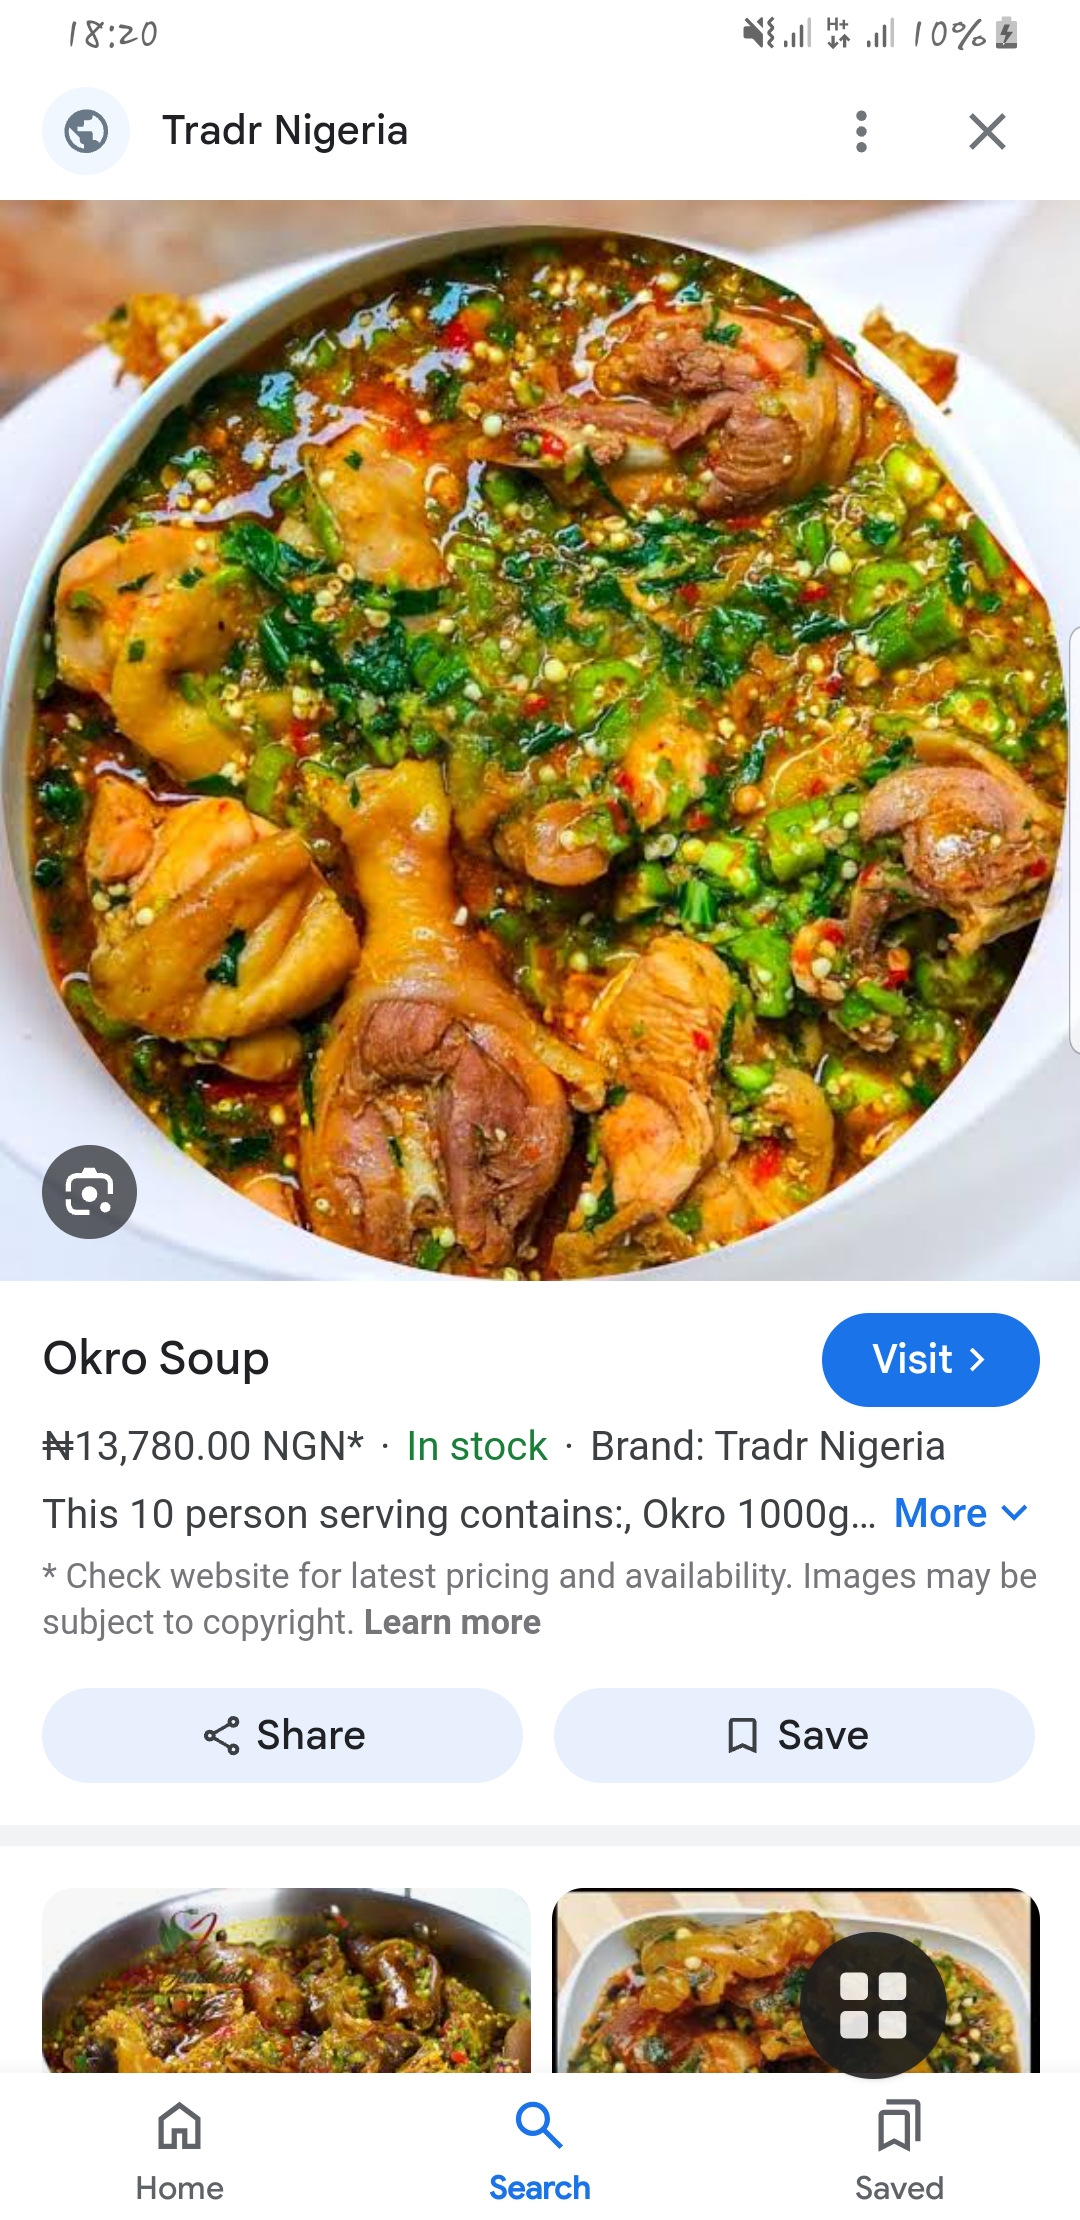 18:20 H+ 10%
Tradr Nigeria
Okro Soup
Visit
₦13,780.00 NGN* · In stock · Brand: Tradr Nigeria
This 10 person serving contains:, Okro 1000g... More
* Check website for latest pricing and availability. Images may be
subject to copyright. Learn more
Share Save
Home Search Saved